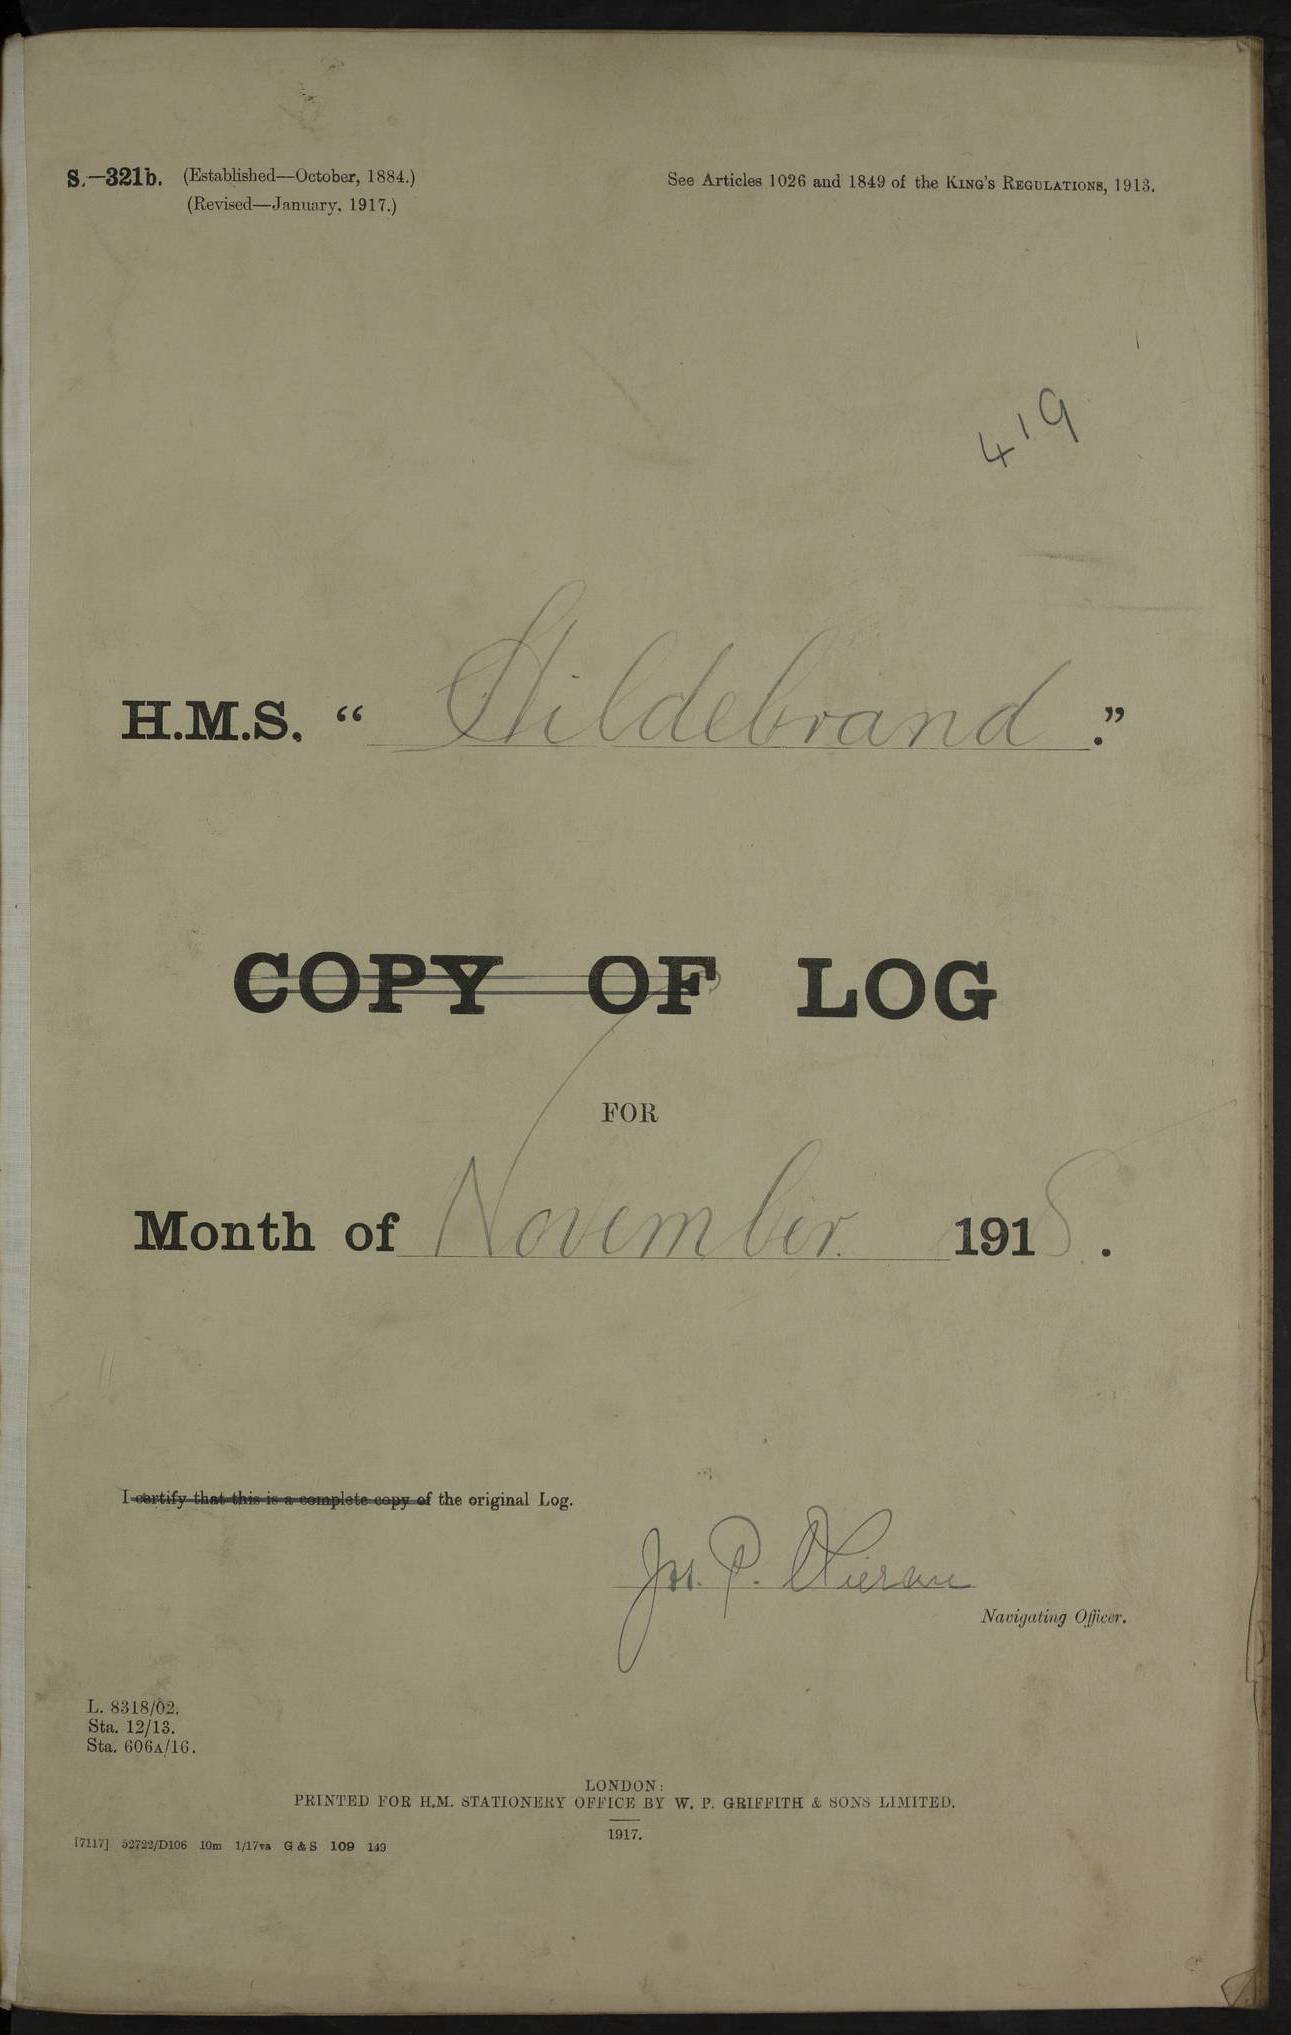 S.—321b. (Established—October, 1884.)
(Revised—January, 1917.)
See Articles 1026 and 1849 of the KING'S REGULATIONS, 1913.
419
H.M.S. “ Hildebrand .”
COPY OF LOG
FOR
Month of November 1918 .
I certify that this is a complete copy of the original Log.
Jos. P. Kieran
Navigating Officer.
L. 8318/02.
Sta. 12/13.
Sta. 606A/16.
LONDON:
PRINTED FOR H.M. STATIONERY OFFICE BY W. P. GRIFFITH & SONS LIMITED.
1917.
[7117] 52722/D106 10m 1/17va G & S 109 149